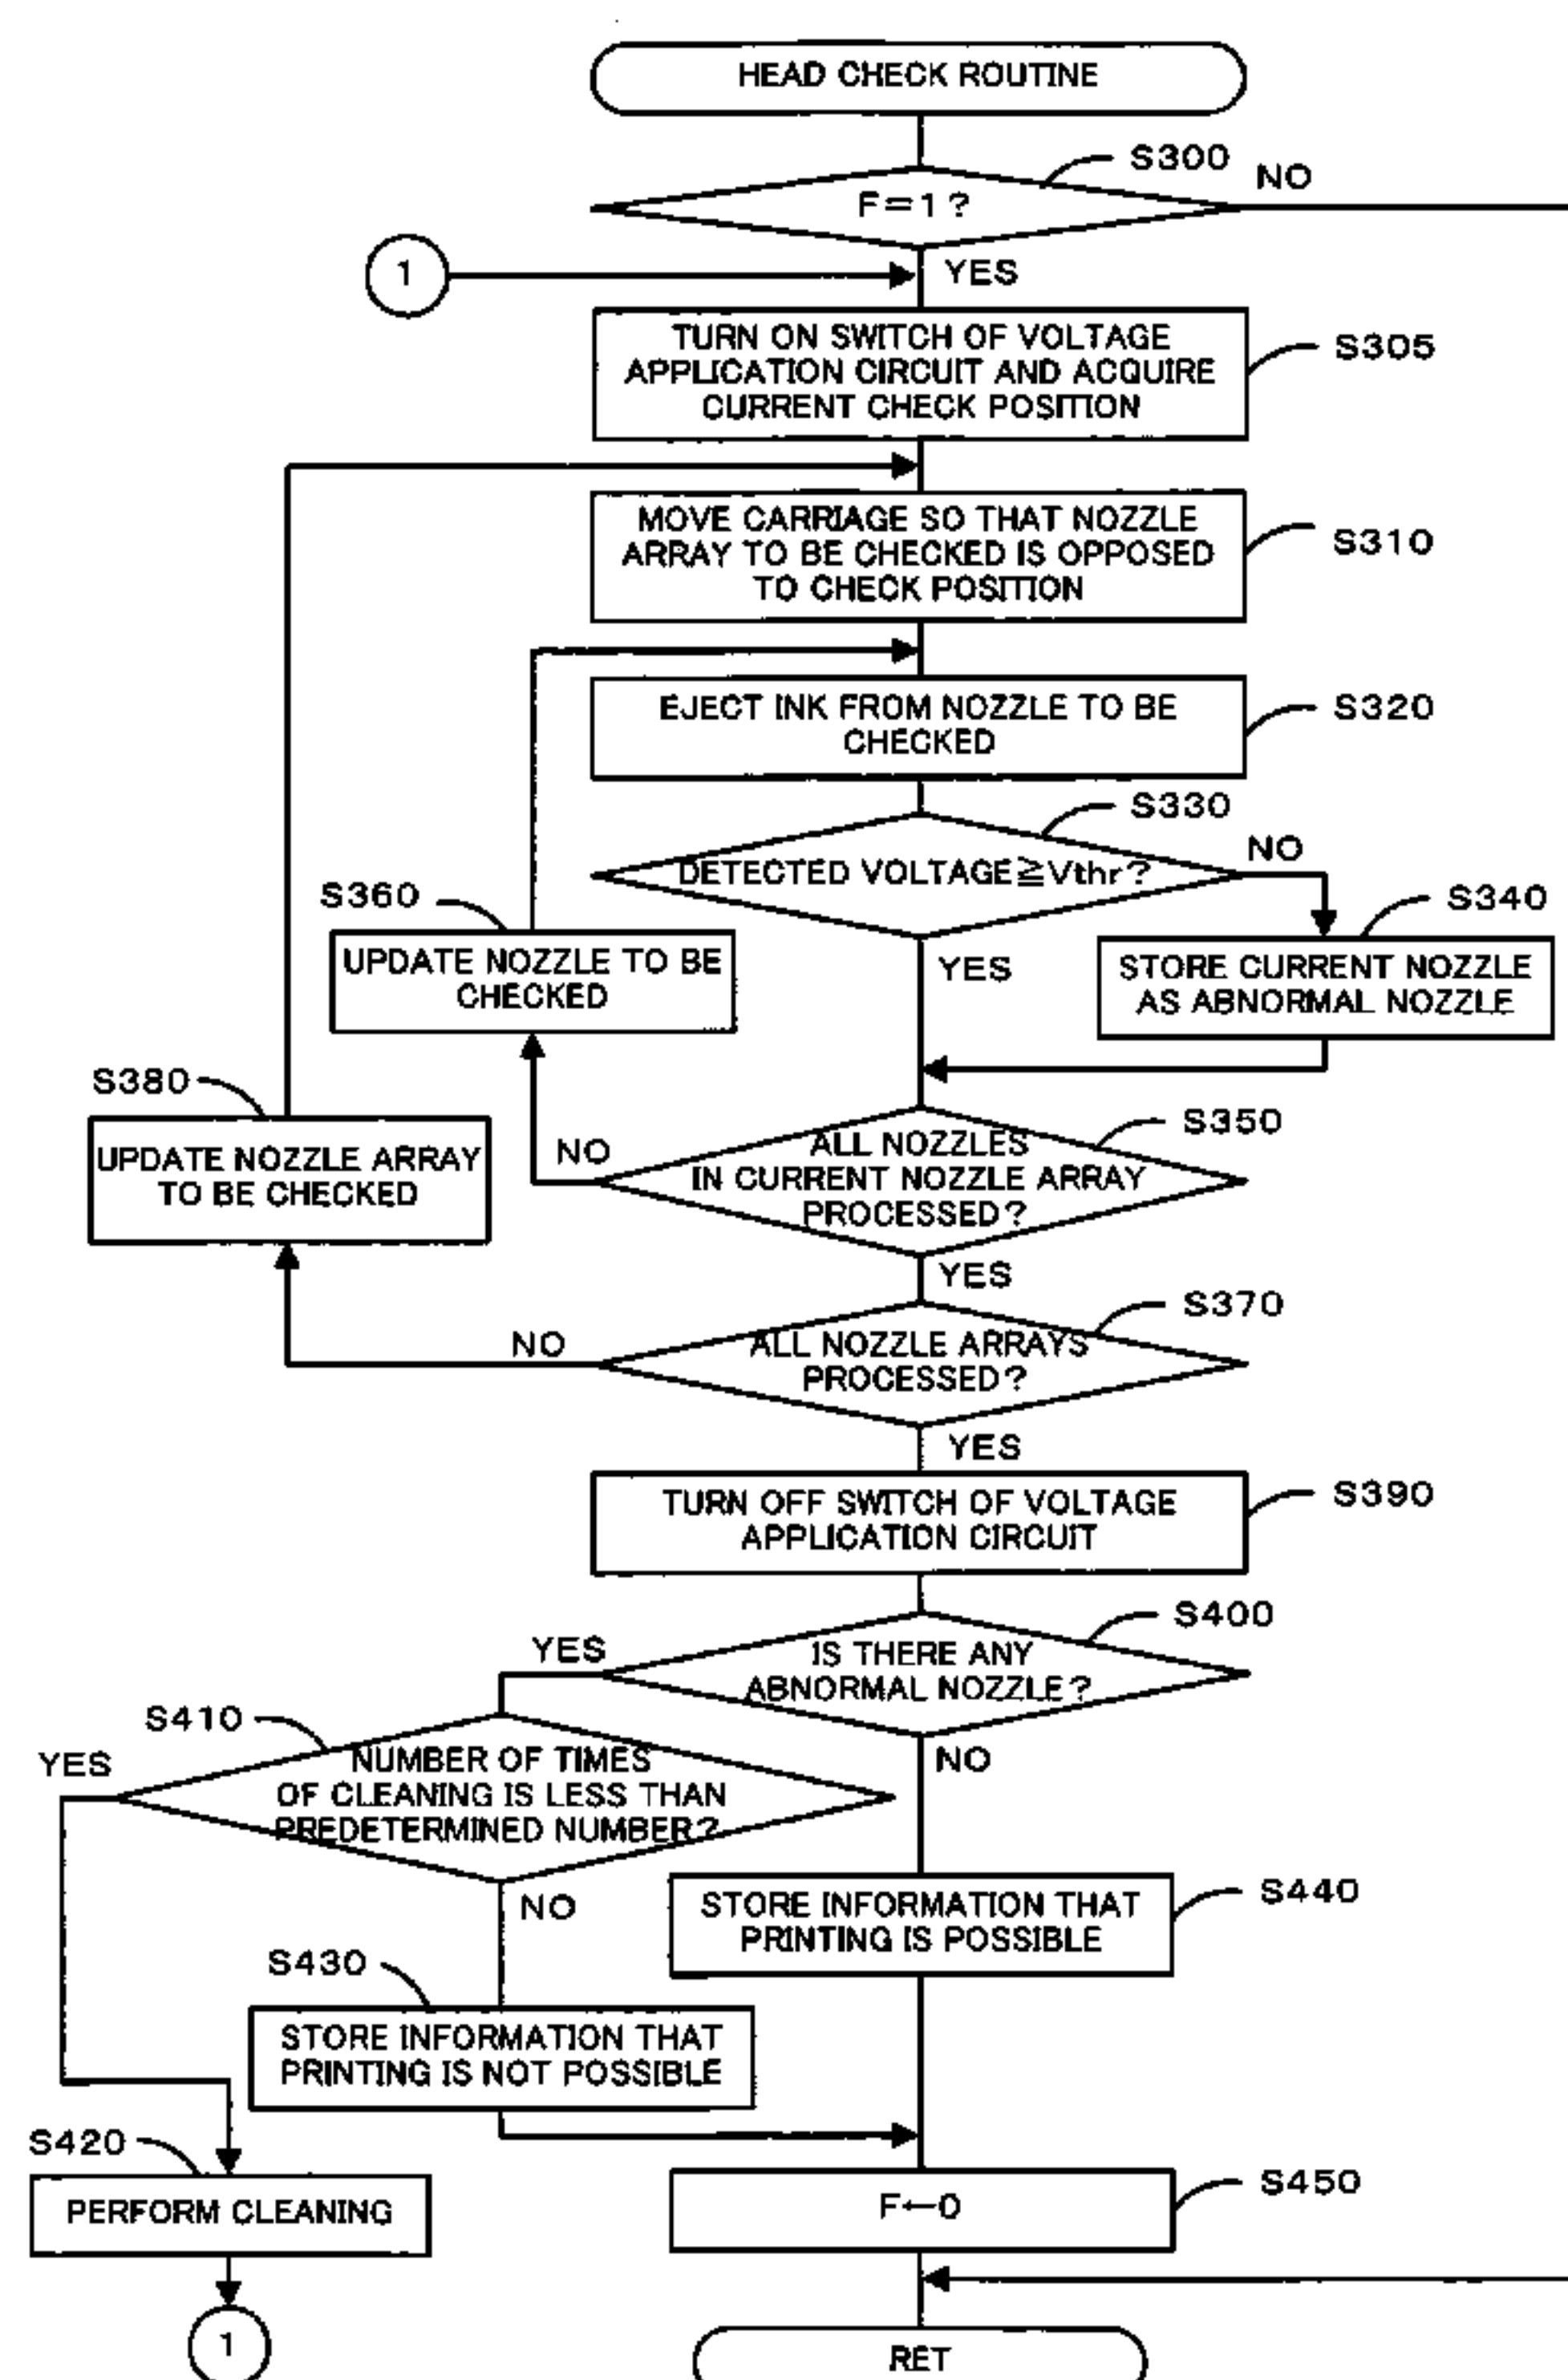 HEAD CHECK ROUTINE
S300
NO
F=1?
1
YES
TURN ON SWITCH OF VOLTAGE
APPLICATION CIRCUIT AND ACQUIRE
CURRENT CHECK POSITION
S305
MOVE CARRIAGE SO THAT NOZZLE
ARRAY TO BE CHECKED IS OPPOSED
TO CHECK POSITION
S310
EJECT INK FROM NOZZLE TO BE
CHECKED
S320
S330
DETECTED VOLTAGE≧Vthr?
NO
S340
STORE CURRENT NOZZLE
AS ABNORMAL NOZZLE
YES
S360
UPDATE NOZZLE TO BE
CHECKED
S380
UPDATE NOZZLE ARRAY
TO BE CHECKED
S350
NO
ALL NOZZLES
IN CURRENT NOZZLE ARRAY
PROCESSED?
YES
S370
NO
ALL NOZZLE ARRAYS
PROCESSED?
YES
TURN OFF SWITCH OF VOLTAGE
APPLICATION CIRCUIT
S390
S400
YES
IS THERE ANY
ABNORMAL NOZZLE?
NO
S410
YES
NUMBER OF TIMES
OF CLEANING IS LESS THAN
PREDETERMINED NUMBER?
NO
STORE INFORMATION THAT
PRINTING IS POSSIBLE
S440
S430
STORE INFORMATION THAT
PRINTING IS NOT POSSIBLE
S420
PERFORM CLEANING
1
F←0
S450
RET